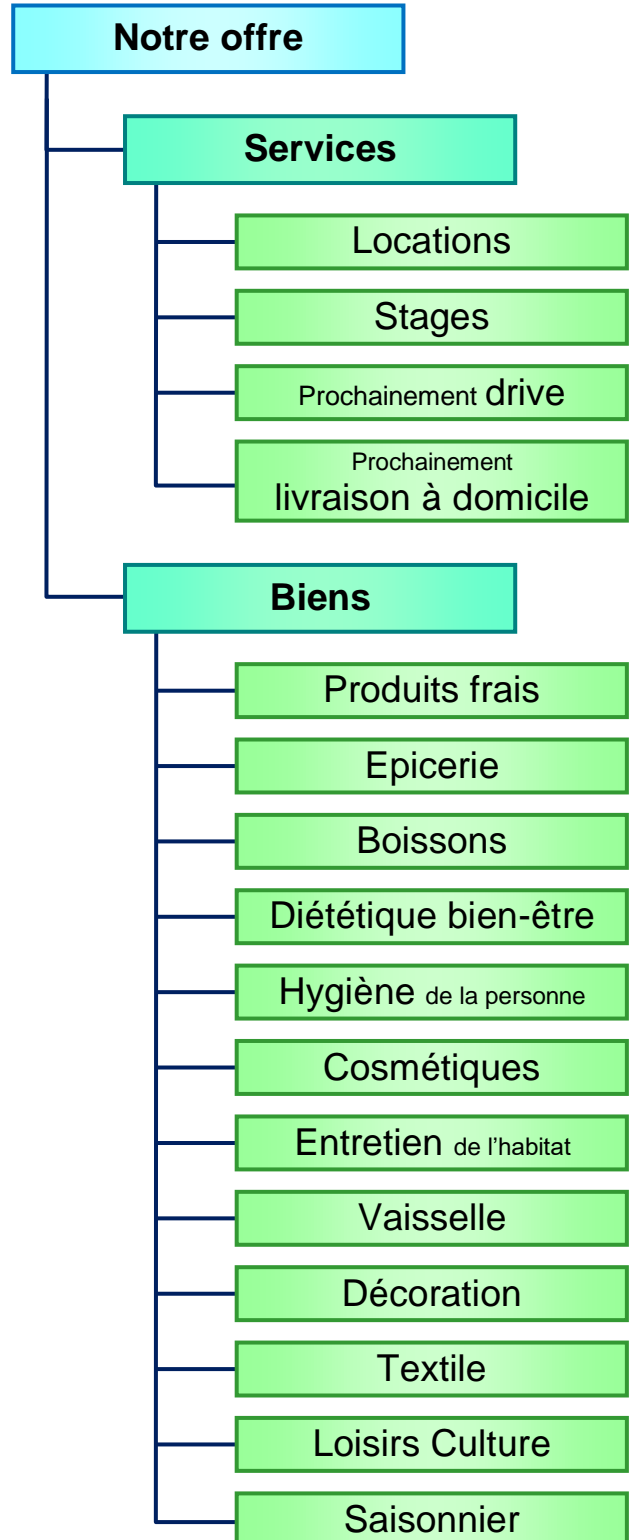 Notre offre
Services
Locations
Stages
Prochainement drive
Prochainement
livraison à domicile
Biens
Produits frais
Epicerie
Boissons
Diététique bien-être
Hygiène de la personne
Cosmétiques
Entretien de l'habitat
Vaisselle
Décoration
Textile
Loisirs Culture
Saisonnier